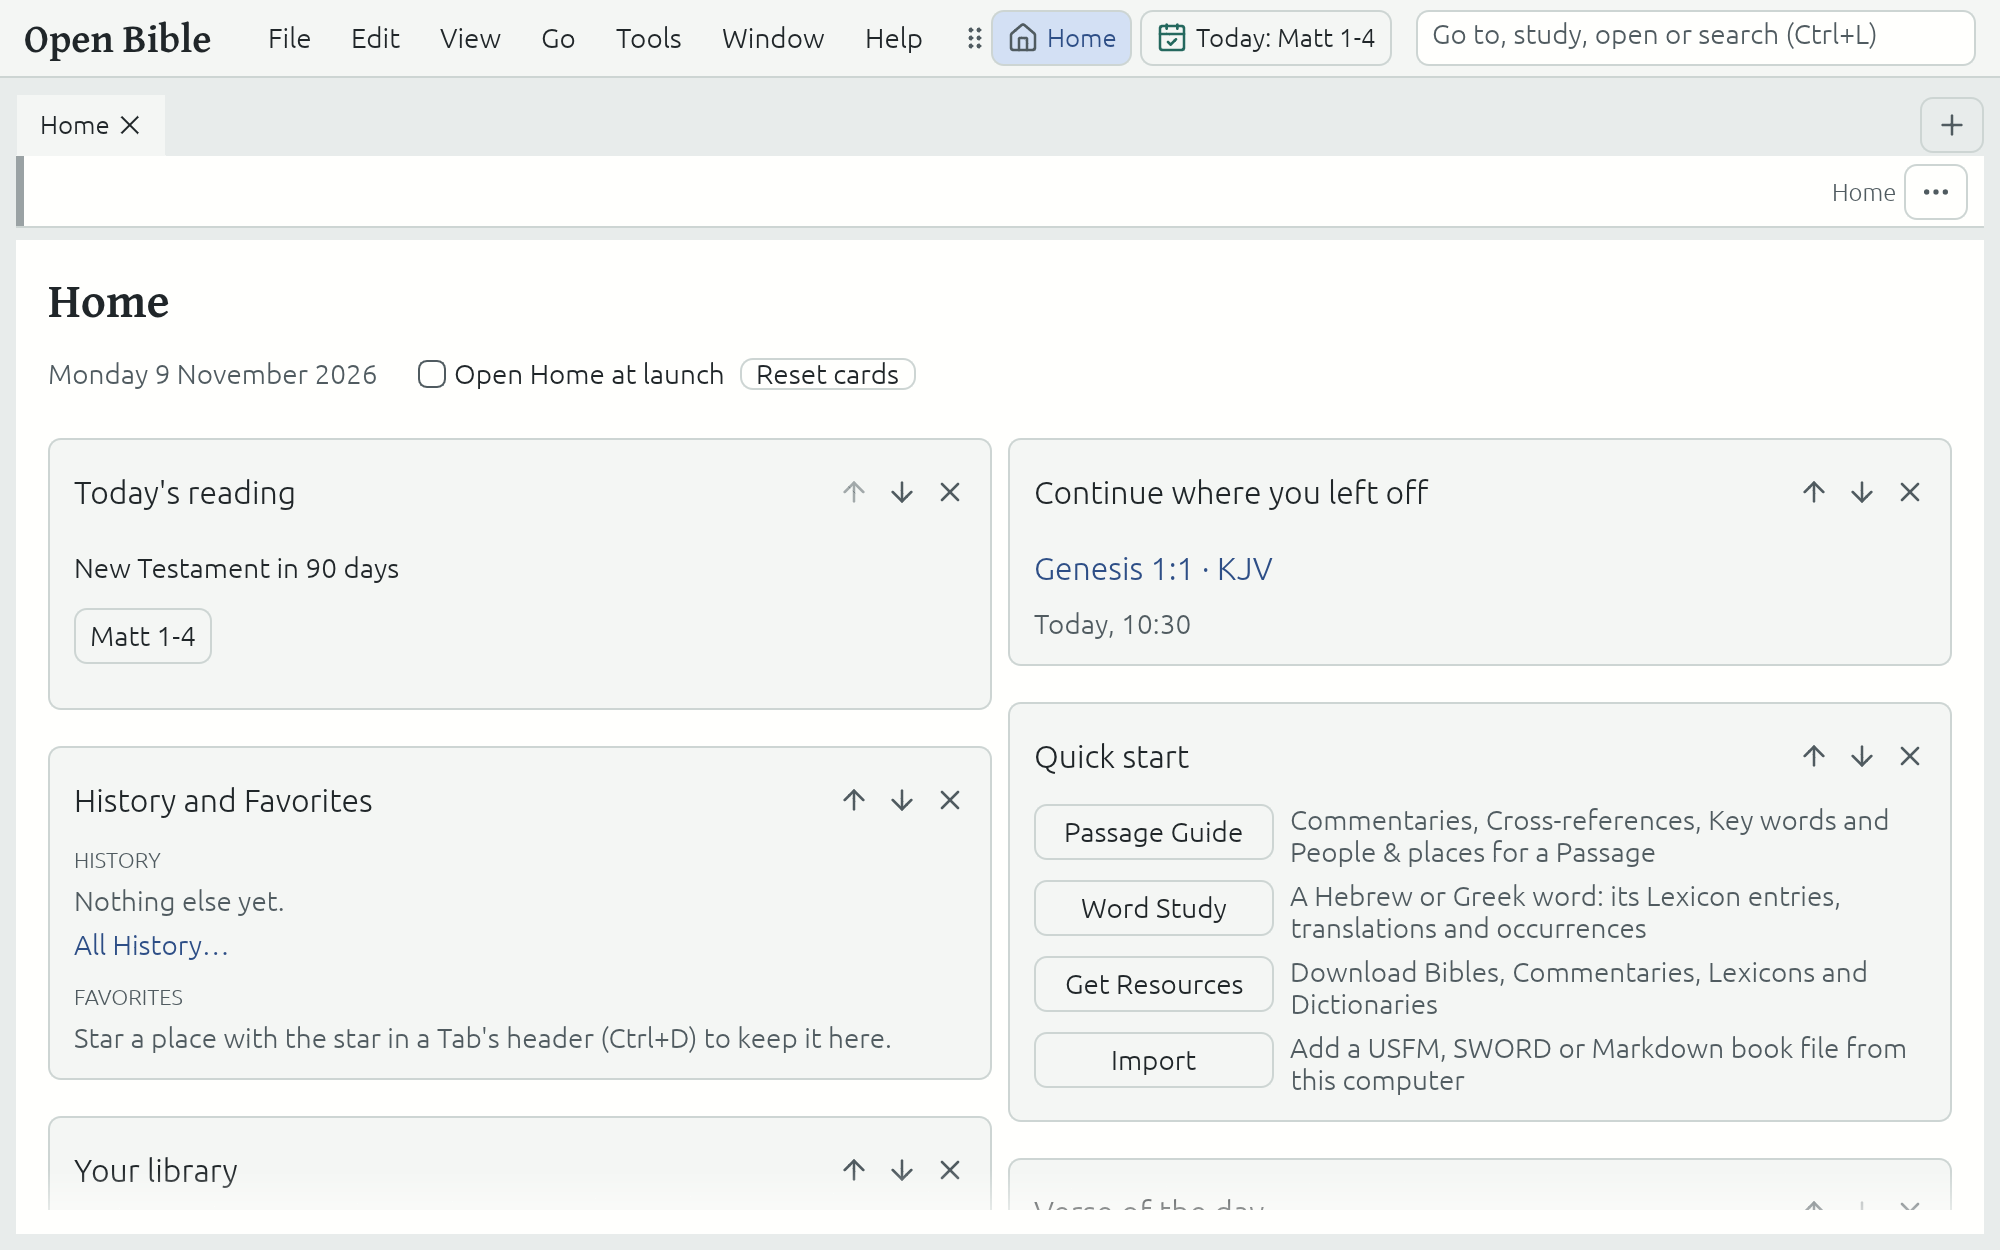 Open Bible File Edit View Go Tools Window Help Home Today: Matt 1-4 Go to, study, open or search (Ctrl+L)
Home
Home
Home
Monday 9 November 2026 Open Home at launch Reset cards
Today's reading
New Testament in 90 days
Matt 1-4
Continue where you left off
Genesis 1:1 · KJV
Today, 10:30
History and Favorites
HISTORY
Nothing else yet.
All History…
FAVORITES
Star a place with the star in a Tab's header (Ctrl+D) to keep it here.
Quick start
Passage Guide
Commentaries, Cross-references, Key words and
People & places for a Passage
Word Study
A Hebrew or Greek word: its Lexicon entries,
translations and occurrences
Get Resources
Download Bibles, Commentaries, Lexicons and
Dictionaries
Import
Add a USFM, SWORD or Markdown book file from
this computer
Your library
Verse of the day